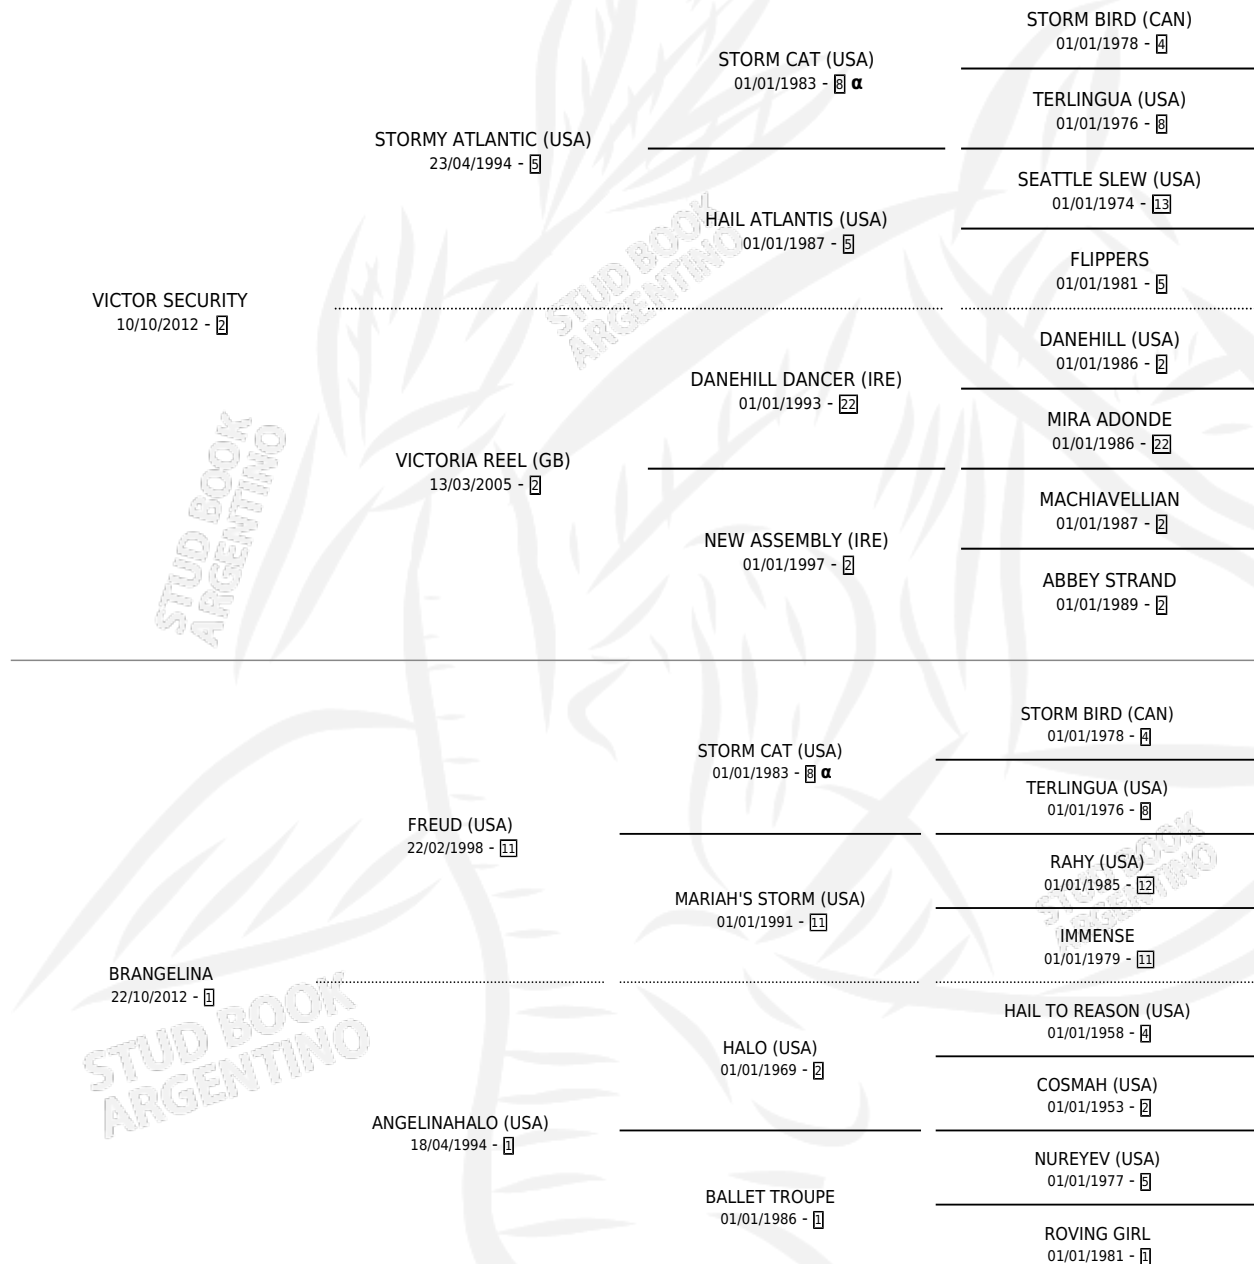 STORM BIRD (CAN)
01/01/1978 - 4
STORM CAT (USA)
01/01/1983 - 8 α
TERLINGUA (USA)
01/01/1976 - 8
STORMY ATLANTIC (USA)
23/04/1994 - 5
SEATTLE SLEW (USA)
01/01/1974 - 13
HAIL ATLANTIS (USA)
01/01/1987 - 5
FLIPPERS
01/01/1981 - 5
VICTOR SECURITY
10/10/2012 - 2
DANEHILL (USA)
01/01/1986 - 2
DANEHILL DANCER (IRE)
01/01/1993 - 22
MIRA ADONDE
01/01/1986 - 22
VICTORIA REEL (GB)
13/03/2005 - 2
MACHIAVELLIAN
01/01/1987 - 2
NEW ASSEMBLY (IRE)
01/01/1997 - 2
ABBEY STRAND
01/01/1989 - 2
STUD BOOK
ARGENTINO
STUD BOOK
ARGENTINO
STORM BIRD (CAN)
01/01/1978 - 4
STORM CAT (USA)
01/01/1983 - 8 α
TERLINGUA (USA)
01/01/1976 - 8
FREUD (USA)
22/02/1998 - 11
RAHY (USA)
01/01/1985 - 12
MARIAH'S STORM (USA)
01/01/1991 - 11
IMMENSE
01/01/1979 - 11
BRANGELINA
22/10/2012 - 1
HAIL TO REASON (USA)
01/01/1958 - 4
HALO (USA)
01/01/1969 - 2
COSMAH (USA)
01/01/1953 - 2
ANGELINAHALO (USA)
18/04/1994 - 1
NUREYEV (USA)
01/01/1977 - 5
BALLET TROUPE
01/01/1986 - 1
ROVING GIRL
01/01/1981 - 1
STUD BOOK
ARGENTINO
STUD BOOK
ARGENTINO